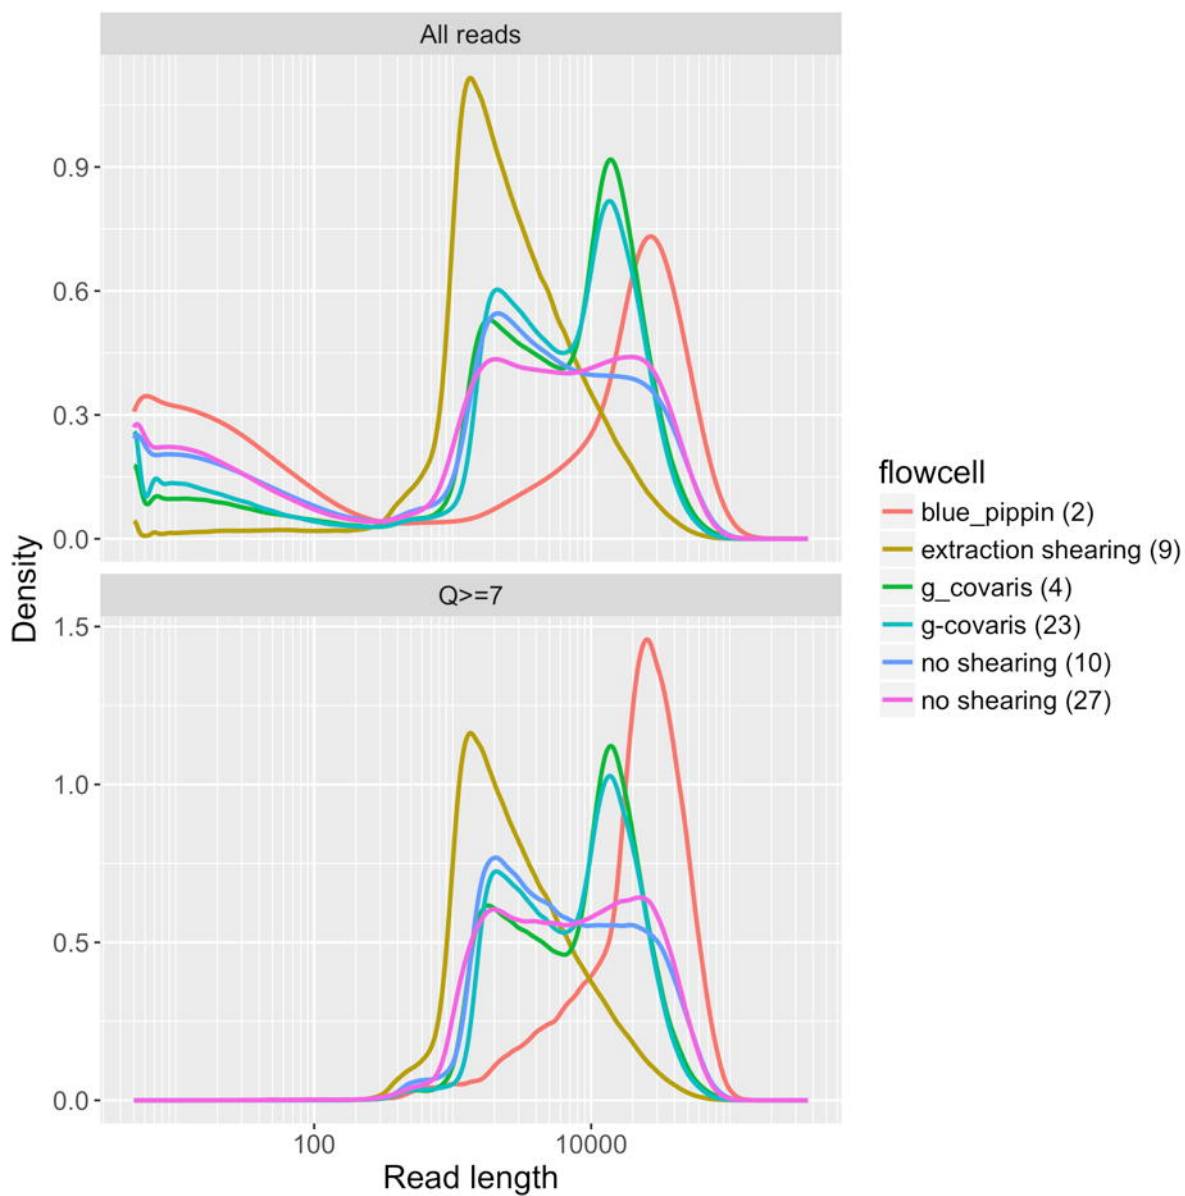 All reads
0.9
0.6
0.3
0.0
Q>=7
1.5
1.0
0.5
0.0
Density
100
10000
Read length
flowcell
blue_pippin (2)
extraction shearing (9)
g_covaris (4)
g-covaris (23)
no shearing (10)
no shearing (27)